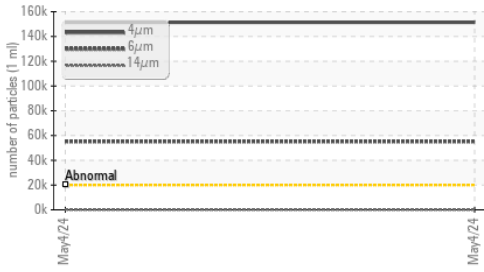 160k
140k
120k
100k
80k
60k
40k
20k
0k
number of particles (1 ml)
4µm
6µm
14µm
Abnormal
May4/24
May4/24